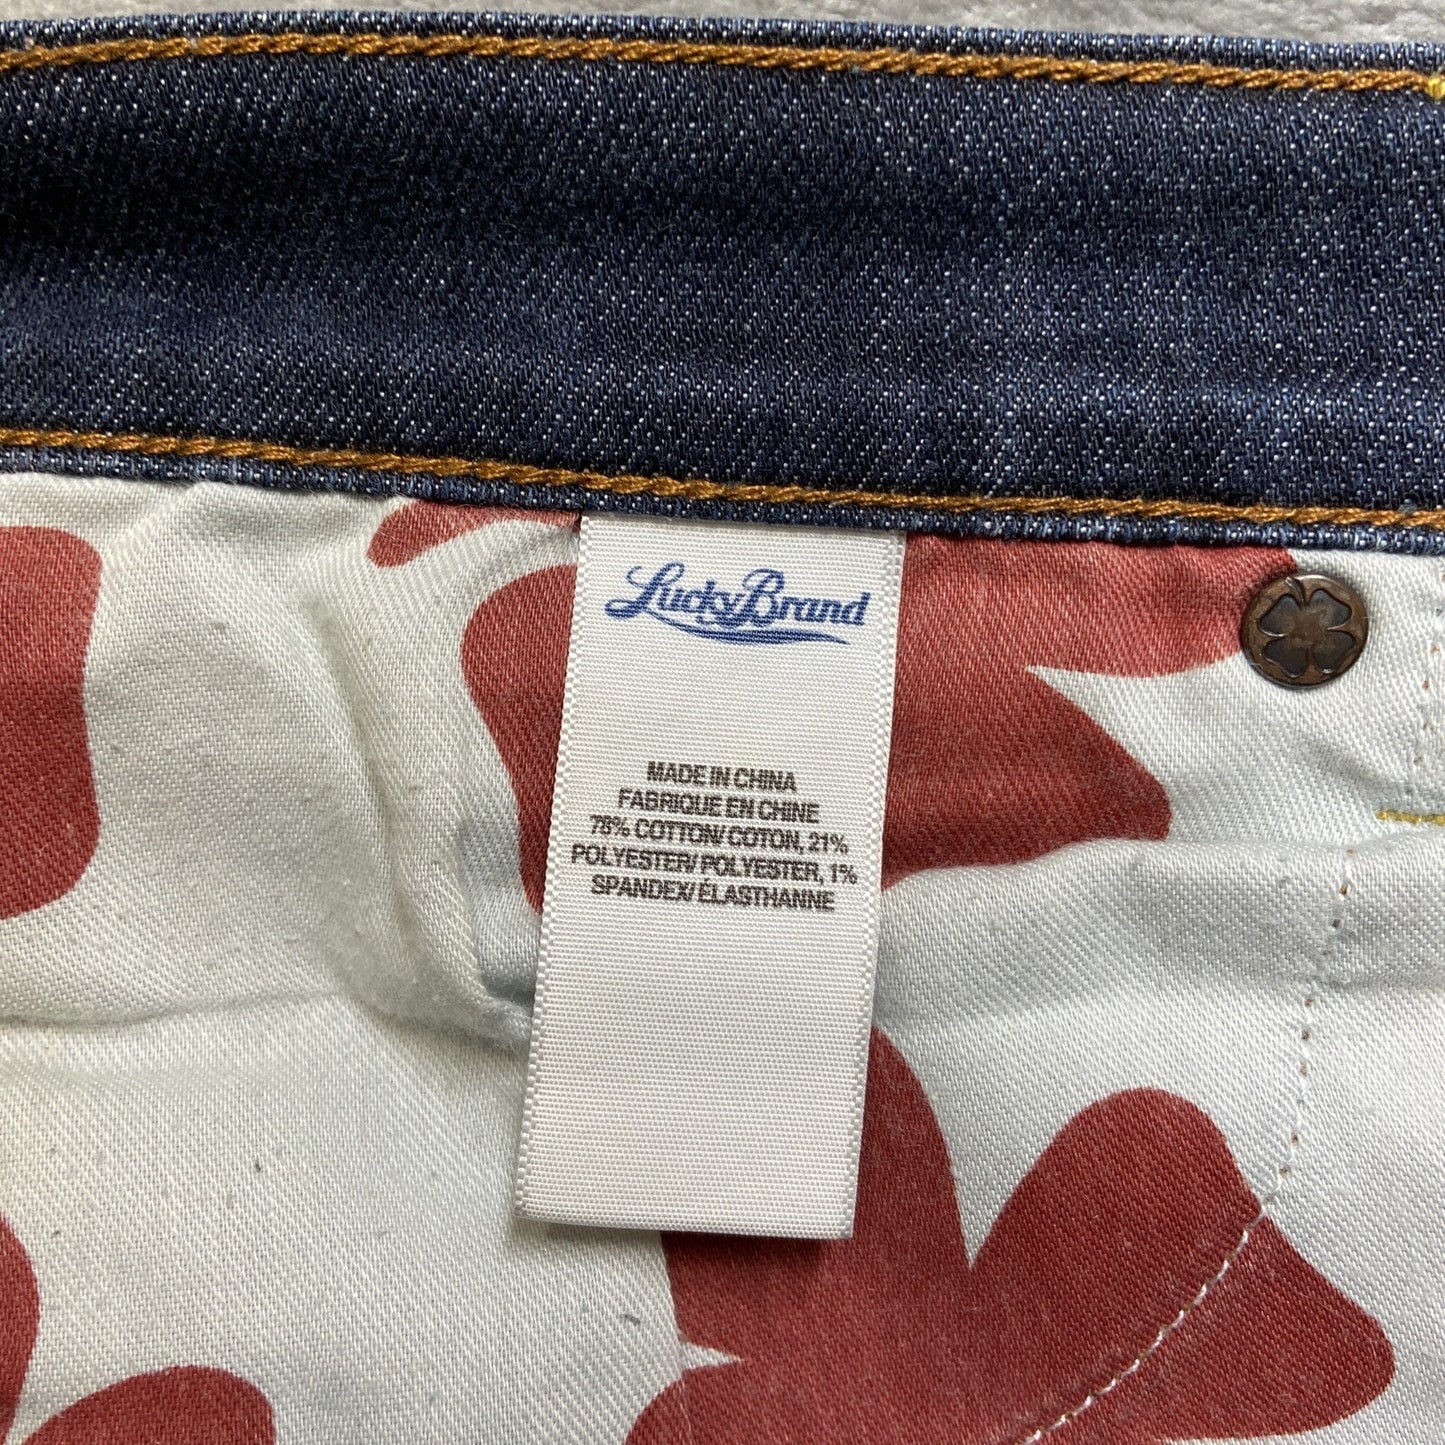 Lucky Brand
MADE IN CHINA
FABRIQUE EN CHINE
78% COTTON/ COTON, 21%
POLYESTER/ POLYESTER, 1%
SPANDEX/ ÉLASTHANNE